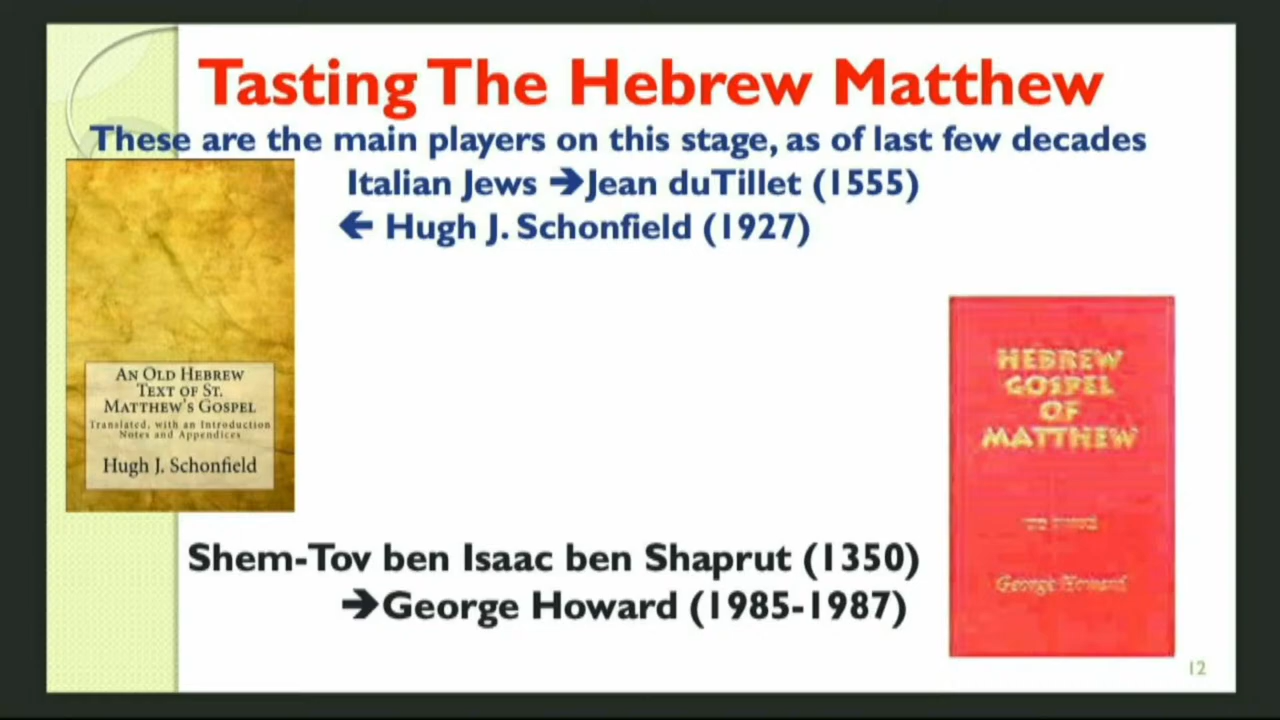 Tasting The Hebrew Matthew
These are the main players on this stage, as of last few decades
Italian Jews ➔Jean duTillet (1555)
← Hugh J. Schonfield (1927)
An Old Hebrew
Text of St.
Matthew's Gospel
Translated, with an Introduction
Notes and Appendices
Hugh J. Schonfield
HEBREW
GOSPEL
OF
MATTHEW
George Howard
Shem-Tov ben Isaac ben Shaprut (1350)
➔George Howard (1985-1987)
12